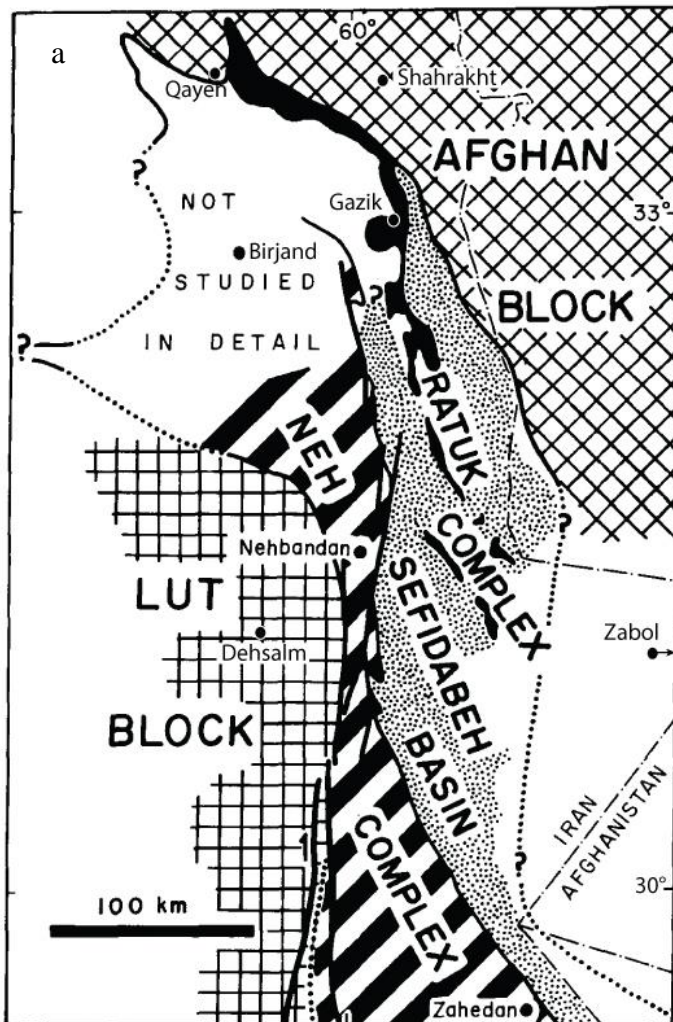 a
60°
Qayen
Shahrakht
AFGHAN
?
NOT
Gazik
33°
Birjand
STUDIED
?
BLOCK
?
IN DETAIL
RATUK
NEH
?
Nehbandan
COMPLEX
LUT
SEFIDABEH
Zabol
Dehsalm
BLOCK
BASIN
IRAN
AFGHANISTAN
COMPLEX
?
30°
100 km
Zahedan